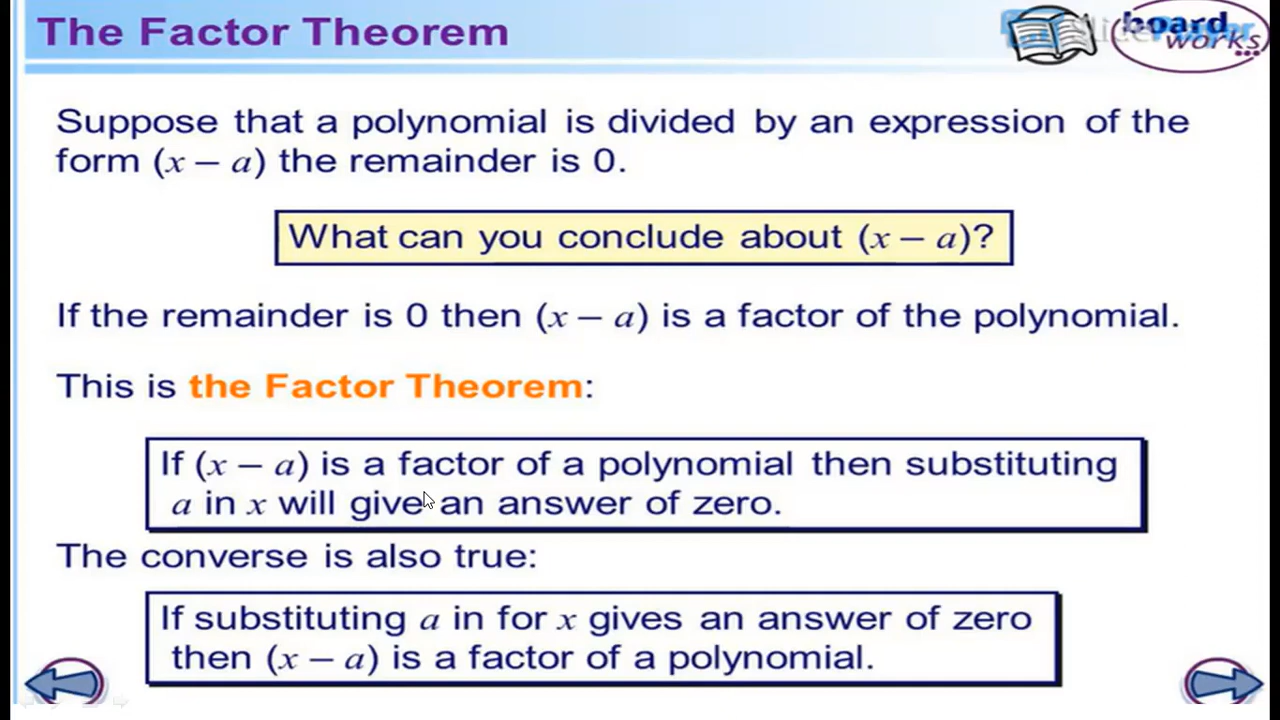 The Factor Theorem
board
works
Suppose that a polynomial is divided by an expression of the
form (x – a) the remainder is 0.
What can you conclude about (x – a)?
If the remainder is 0 then (x – a) is a factor of the polynomial.
This is the Factor Theorem:
If (x – a) is a factor of a polynomial then substituting
a in x will give an answer of zero.
The converse is also true:
If substituting a in for x gives an answer of zero
then (x – a) is a factor of a polynomial.